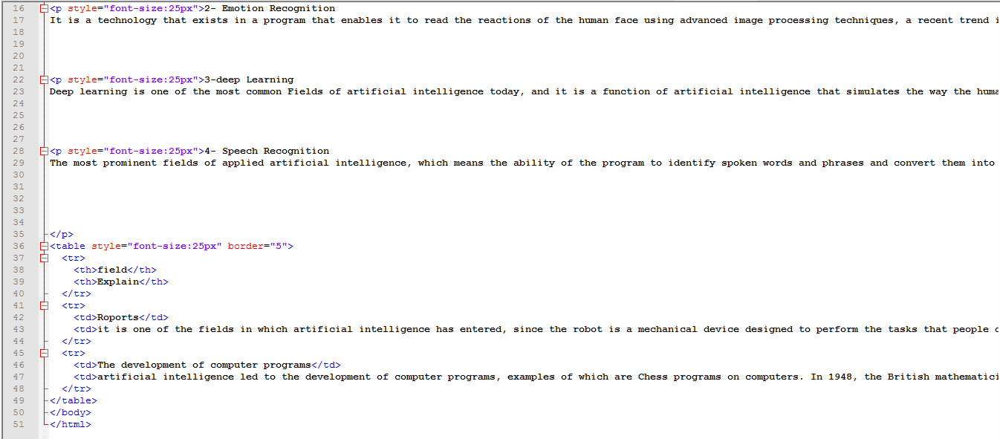 16 <p style="font-size:25px">2- Emotion Recognition
17 It is a technology that exists in a program that enables it to read the reactions of the human face using advanced image processing techniques, a recent trend
18
19
20
21
22 <p style="font-size:25px">3-deep Learning
23 Deep learning is one of the most common Fields of artificial intelligence today, and it is a function of artificial intelligence that simulates the way the
24
25
26
27
28 <p style="font-size:25px">4- Speech Recognition
29 The most prominent fields of applied artificial intelligence, which means the ability of the program to identify spoken words and phrases and convert them into
30
31
32
33
34
35 </p>
36 <table style="font-size:25px" border="5">
37 <tr>
38 <th>field</th>
39 <th>Explain</th>
40 </tr>
41 <tr>
42 <td>Roports</td>
43 <td>it is one of the fields in which artificial intelligence has entered, since the robot is a mechanical device designed to perform the tasks that people
44 </tr>
45 <tr>
46 <td>The development of computer programs</td>
47 <td>artificial intelligence led to the development of computer programs, examples of which are Chess programs on computers. In 1948, the British
48 </tr>
49 </table>
50 </body>
51 </html>